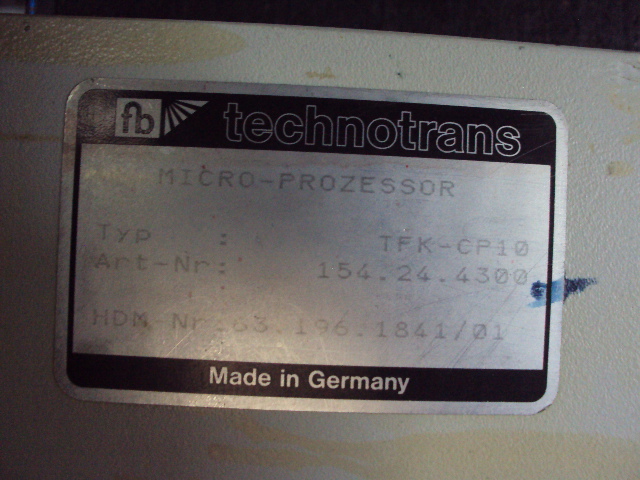 fb technotrans
MICRO-PROZESSOR
Typ : TFK-CP10
Art-Nr: 154.24.4300
HDM-Nr:63.196.1841/01
Made in Germany